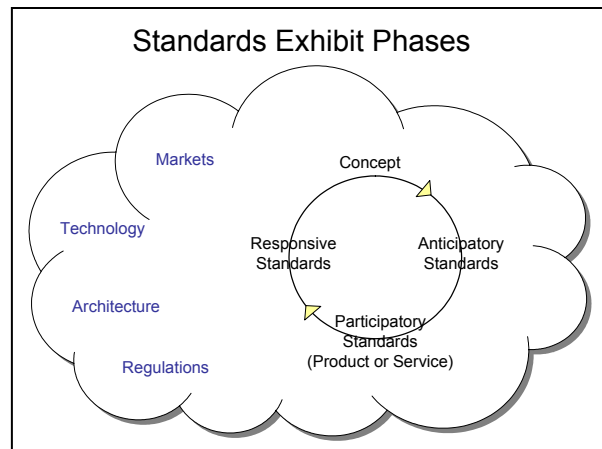 Standards Exhibit Phases
Markets
Technology
Architecture
Regulations
Concept
Anticipatory
Standards
Participatory
Standards
(Product or Service)
Responsive
Standards